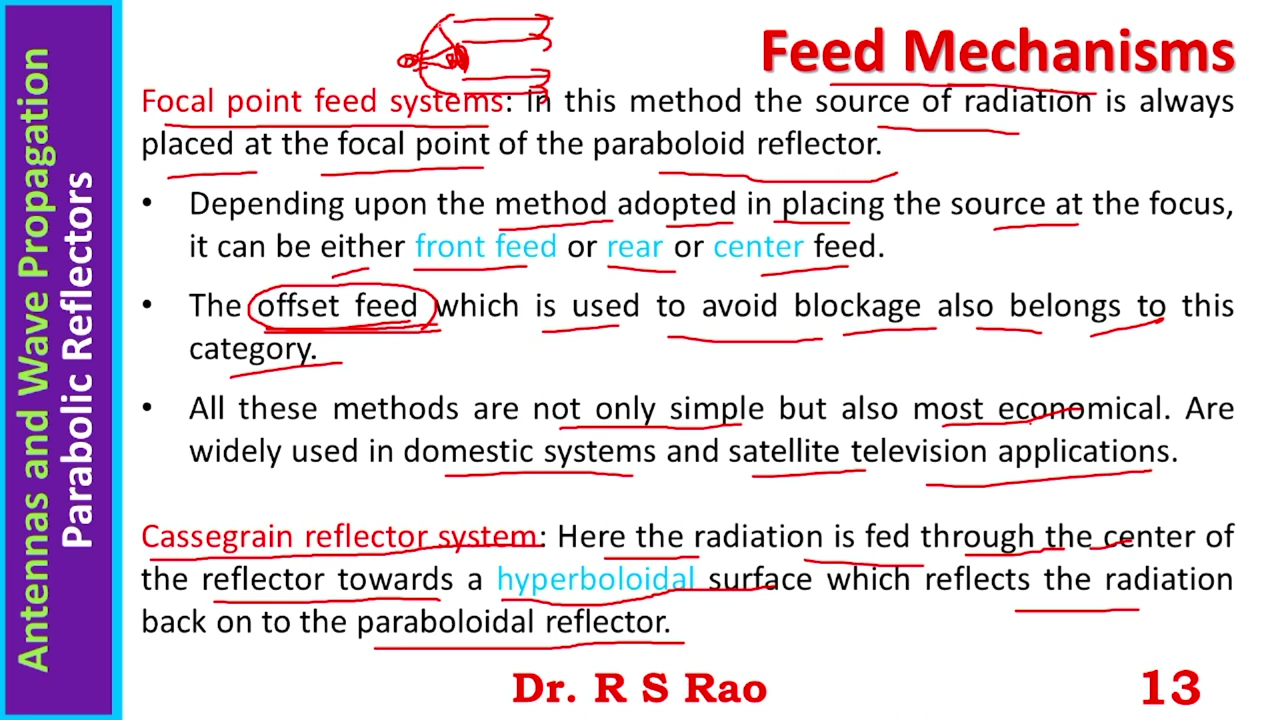 Antennas and Wave Propagation
Parabolic Reflectors
Feed Mechanisms
Focal point feed systems: In this method the source of radiation is always
placed at the focal point of the paraboloid reflector.
• Depending upon the method adopted in placing the source at the focus,
it can be either front feed or rear or center feed.
• The offset feed which is used to avoid blockage also belongs to this
category.
• All these methods are not only simple but also most economical. Are
widely used in domestic systems and satellite television applications.
Cassegrain reflector system: Here the radiation is fed through the center of
the reflector towards a hyperboloidal surface which reflects the radiation
back on to the paraboloidal reflector.
Dr. R S Rao
13